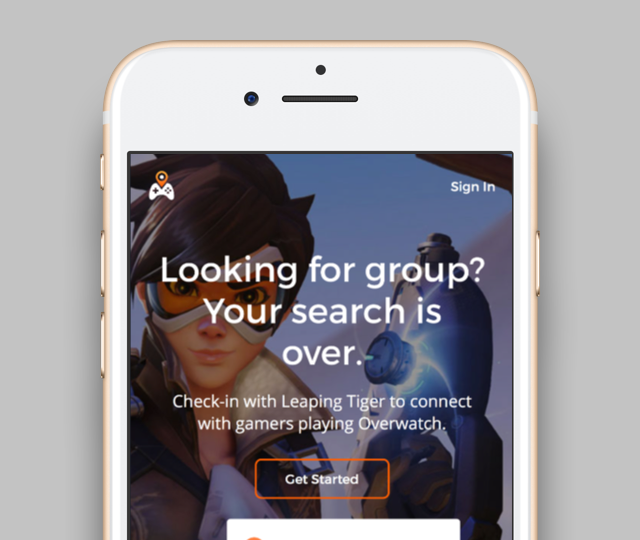 Sign In
Looking for group?
Your search is
over.
Check-in with Leaping Tiger to connect
with gamers playing Overwatch.
Get Started